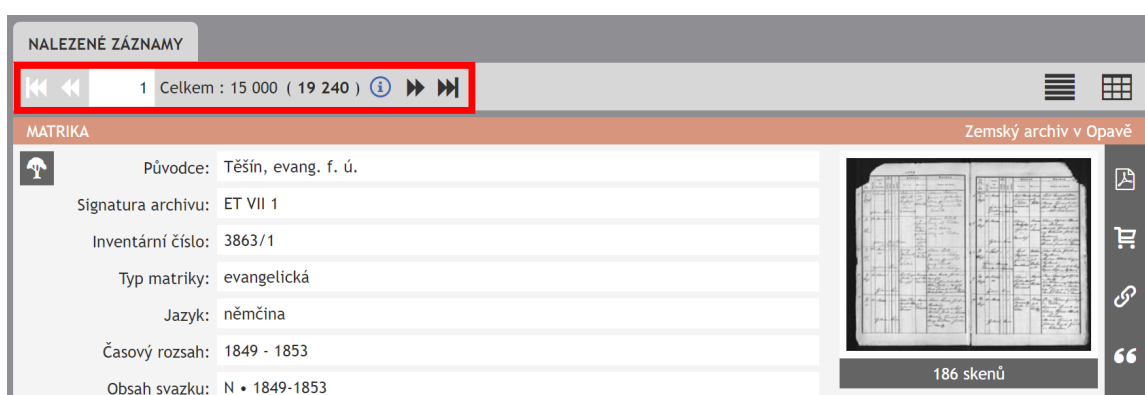 NALEZENÉ ZÁZNAMY
1 Celkem : 15 000 ( 19 240 ) i
MATRIKA Zemský archiv v Opavě
Původce: Těšín, evang. f. ú.
Signatura archivu: ET VII 1
Inventární číslo: 3863/1
Typ matriky: evangelická
Jazyk: němčina
Časový rozsah: 1849 - 1853
186 skenů
Obsah svazku: N • 1849-1853